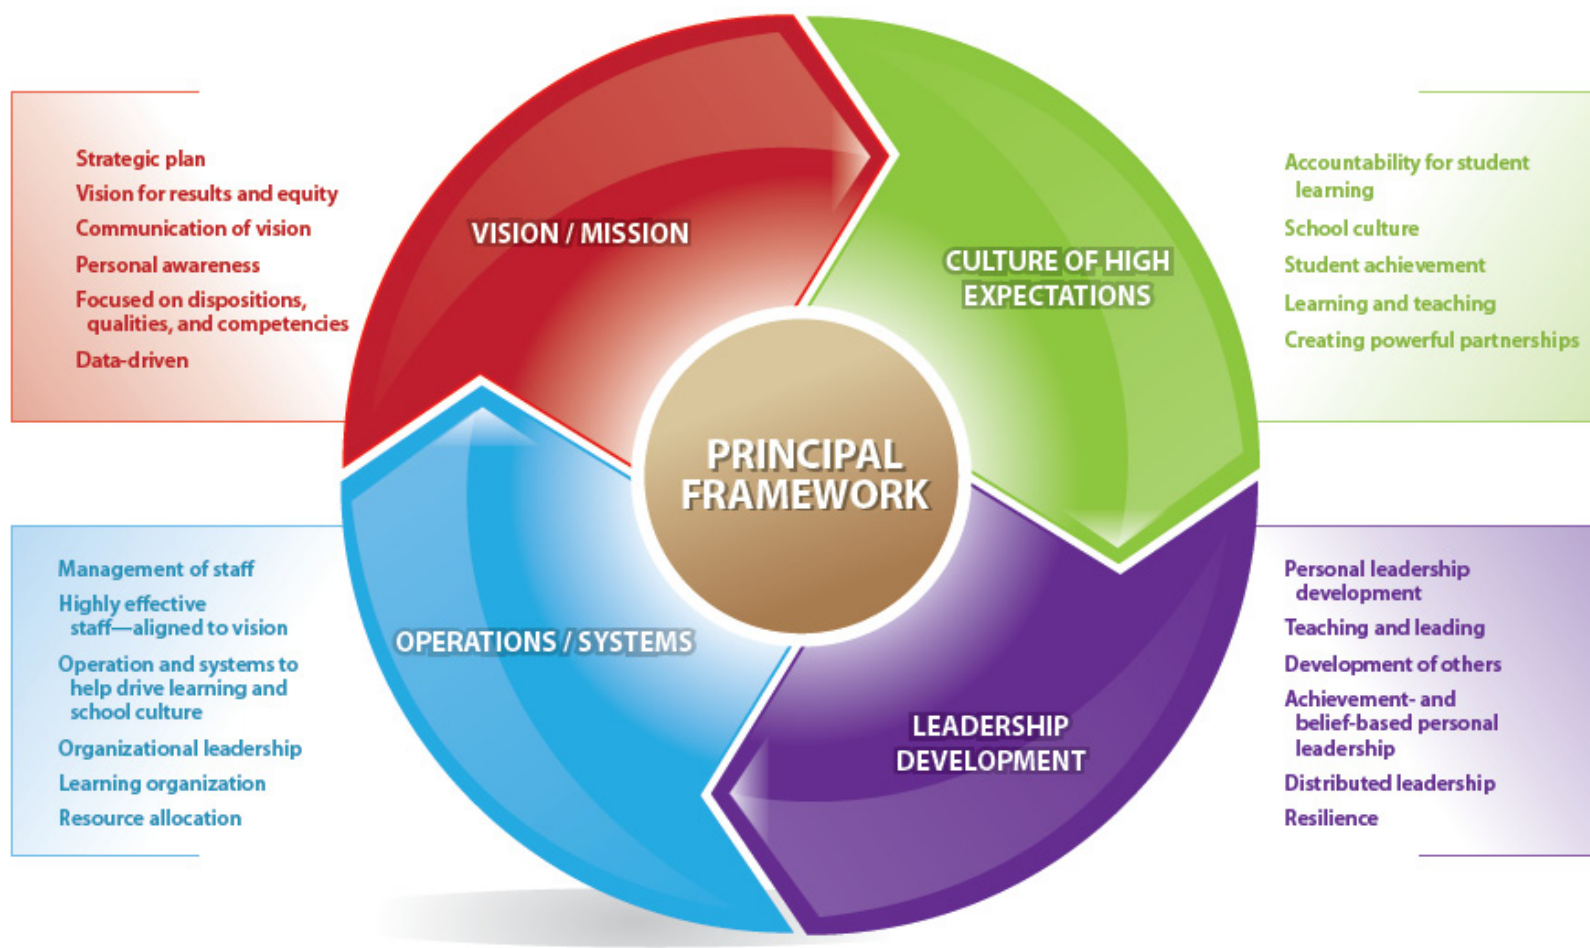 Strategic plan
Vision for results and equity
Communication of vision
Personal awareness
Focused on dispositions,
qualities, and competencies
Data-driven
VISION / MISSION
CULTURE OF HIGH
EXPECTATIONS
Accountability for student
learning
School culture
Student achievement
Learning and teaching
Creating powerful partnerships
PRINCIPAL
FRAMEWORK
Management of staff
Highly effective
staff—aligned to vision
Operation and systems to
help drive learning and
school culture
Organizational leadership
Learning organization
Resource allocation
OPERATIONS / SYSTEMS
LEADERSHIP
DEVELOPMENT
Personal leadership
development
Teaching and leading
Development of others
Achievement- and
belief-based personal
leadership
Distributed leadership
Resilience